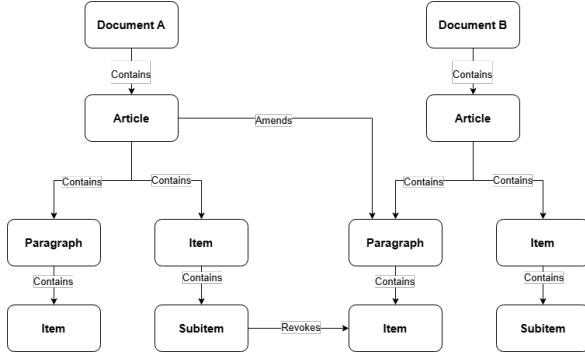 Document A
Document B
Contains
Contains
Article
Amends
Article
Contains
Contains
Contains
Contains
Paragraph
Item
Paragraph
Item
Contains
Contains
Contains
Contains
Item
Subitem
Revokes
Item
Subitem